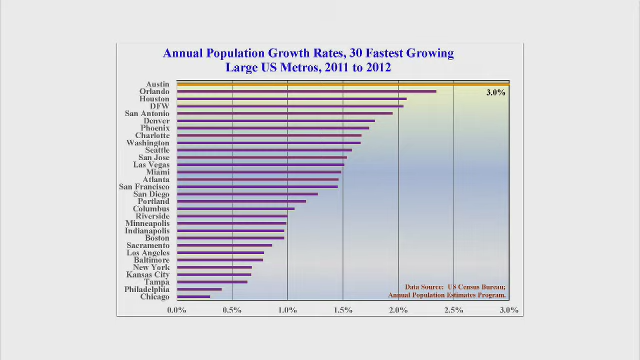 Annual Population Growth Rates, 30 Fastest Growing
Large US Metros, 2011 to 2012
Austin
Orlando
3.0%
Houston
DFW
San Antonio
Denver
Phoenix
Charlotte
Washington
Seattle
San Jose
Las Vegas
Miami
Atlanta
San Francisco
San Diego
Portland
Columbus
Riverside
Minneapolis
Indianapolis
Boston
Sacramento
Los Angeles
Baltimore
New York
Kansas City
Tampa
Philadelphia
Chicago
Data Source: US Census Bureau;
Annual Population Estimates Program.
0.0% 0.5% 1.0% 1.5% 2.0% 2.5% 3.0%